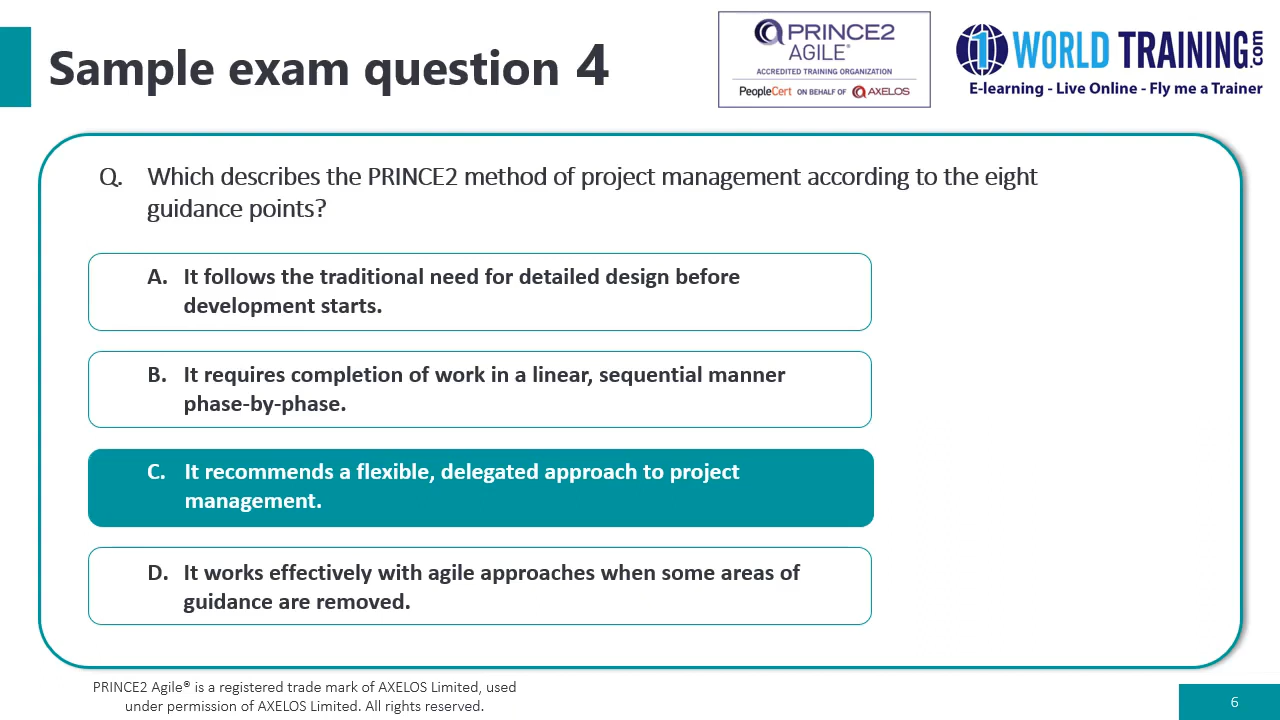 Sample exam question 4
PRINCE2
AGILE®
ACCREDITED TRAINING ORGANIZATION
PeopleCert ON BEHALF OF AXELOS
1 WORLD TRAINING.com
E-learning - Live Online - Fly me a Trainer
Q. Which describes the PRINCE2 method of project management according to the eight
guidance points?
A. It follows the traditional need for detailed design before
development starts.
B. It requires completion of work in a linear, sequential manner
phase-by-phase.
C. It recommends a flexible, delegated approach to project
management.
D. It works effectively with agile approaches when some areas of
guidance are removed.
PRINCE2 Agile® is a registered trade mark of AXELOS Limited, used
under permission of AXELOS Limited. All rights reserved.
6